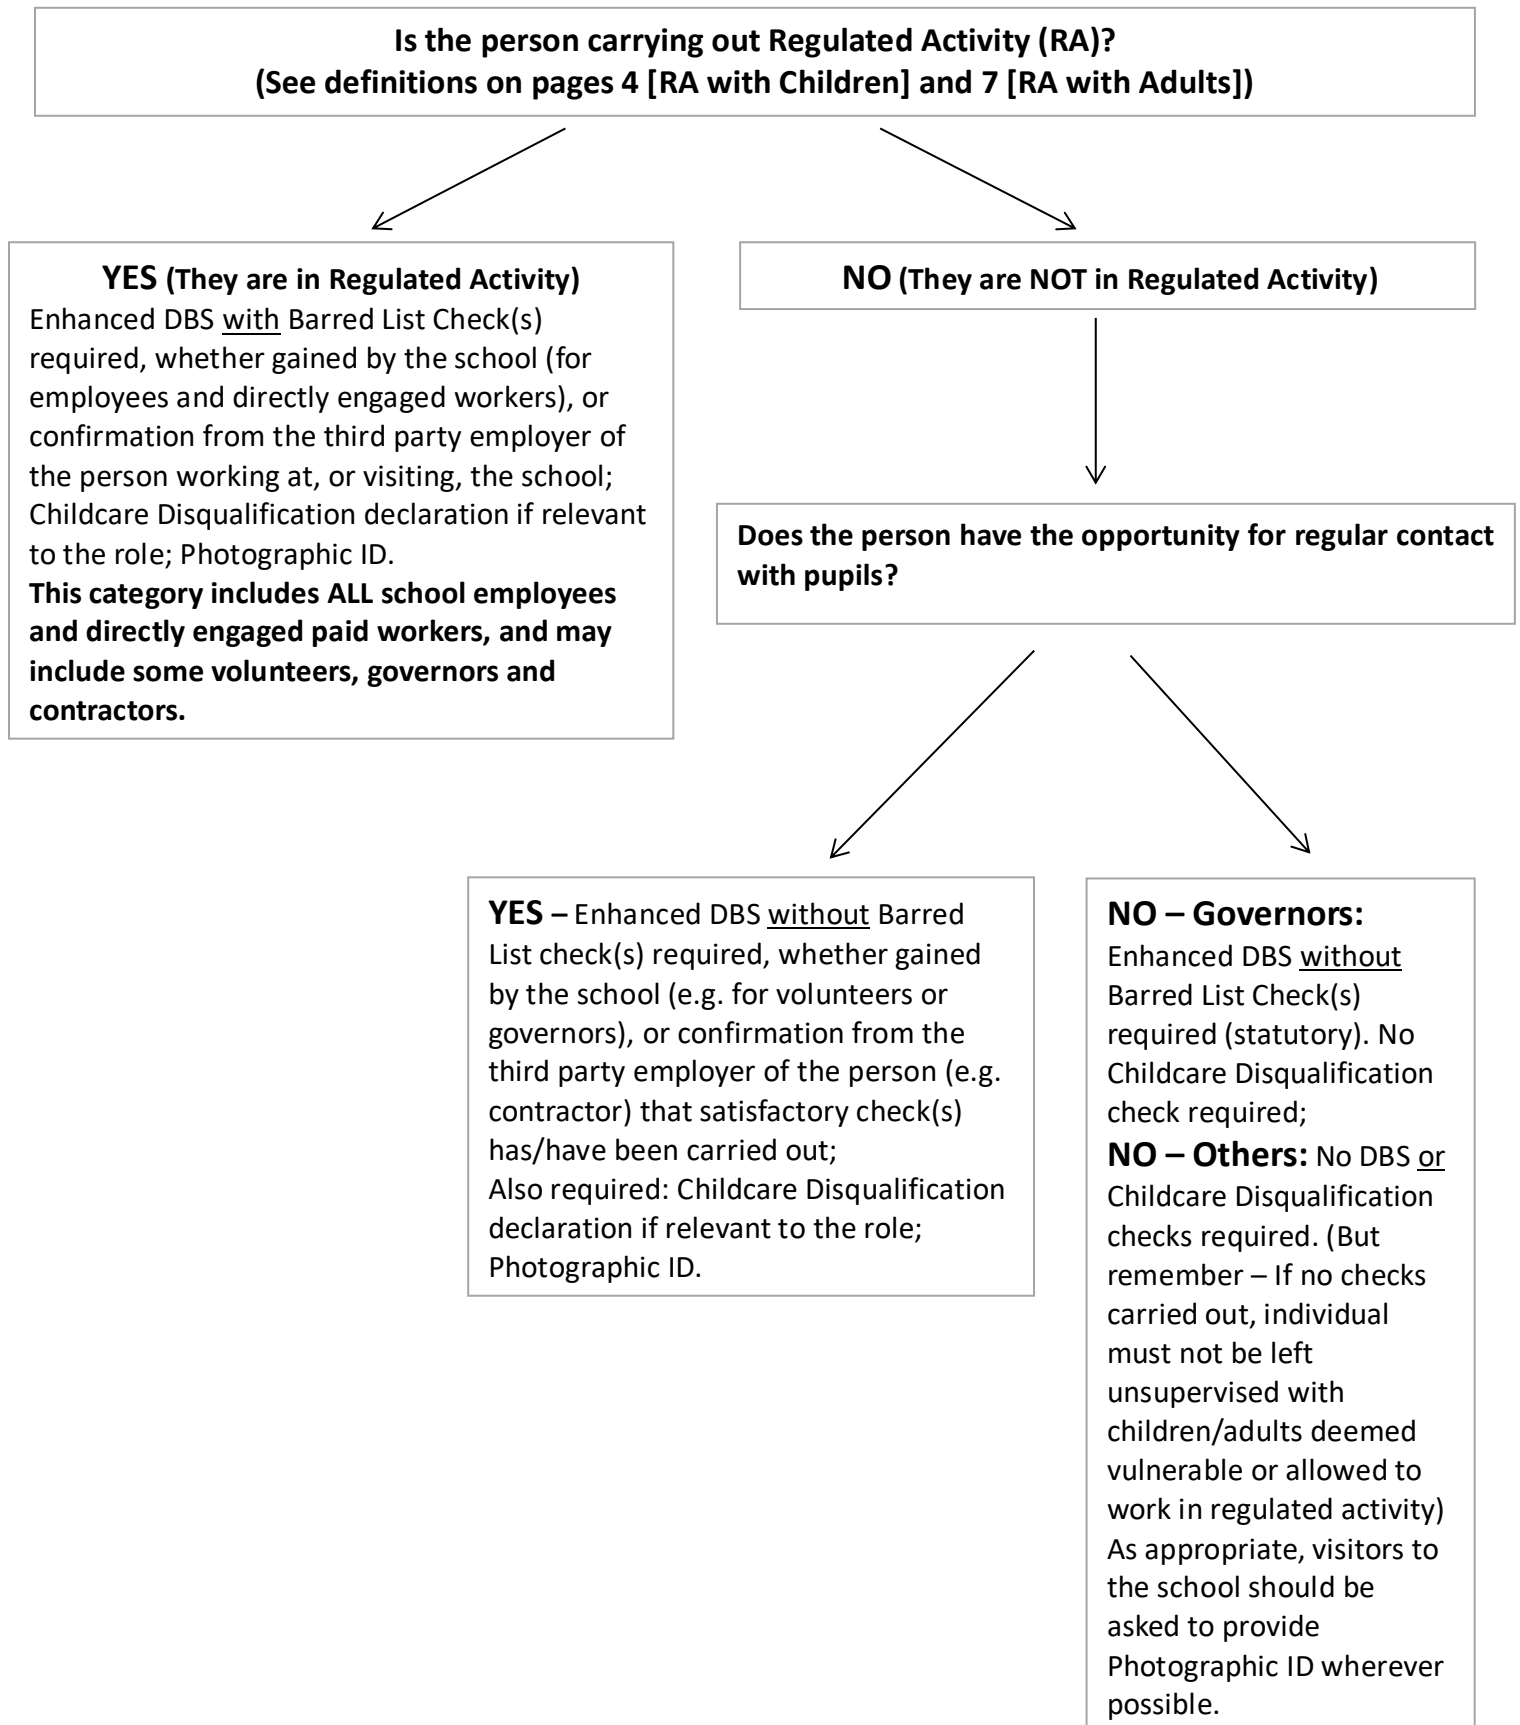 Is the person carrying out Regulated Activity (RA)?
(See definitions on pages 4 [RA with Children] and 7 [RA with Adults])
YES (They are in Regulated Activity)
Enhanced DBS with Barred List Check(s)
required, whether gained by the school (for
employees and directly engaged workers), or
confirmation from the third party employer of
the person working at, or visiting, the school;
Childcare Disqualification declaration if relevant
to the role; Photographic ID.
This category includes ALL school employees
and directly engaged paid workers, and may
include some volunteers, governors and
contractors.
NO (They are NOT in Regulated Activity)
Does the person have the opportunity for regular contact
with pupils?
YES – Enhanced DBS without Barred
List check(s) required, whether gained
by the school (e.g. for volunteers or
governors), or confirmation from the
third party employer of the person (e.g.
contractor) that satisfactory check(s)
has/have been carried out;
Also required: Childcare Disqualification
declaration if relevant to the role;
Photographic ID.
NO – Governors:
Enhanced DBS without
Barred List Check(s)
required (statutory). No
Childcare Disqualification
check required;
NO – Others: No DBS or
Childcare Disqualification
checks required. (But
remember – If no checks
carried out, individual
must not be left
unsupervised with
children/adults deemed
vulnerable or allowed to
work in regulated activity)
As appropriate, visitors to
the school should be
asked to provide
Photographic ID wherever
possible.